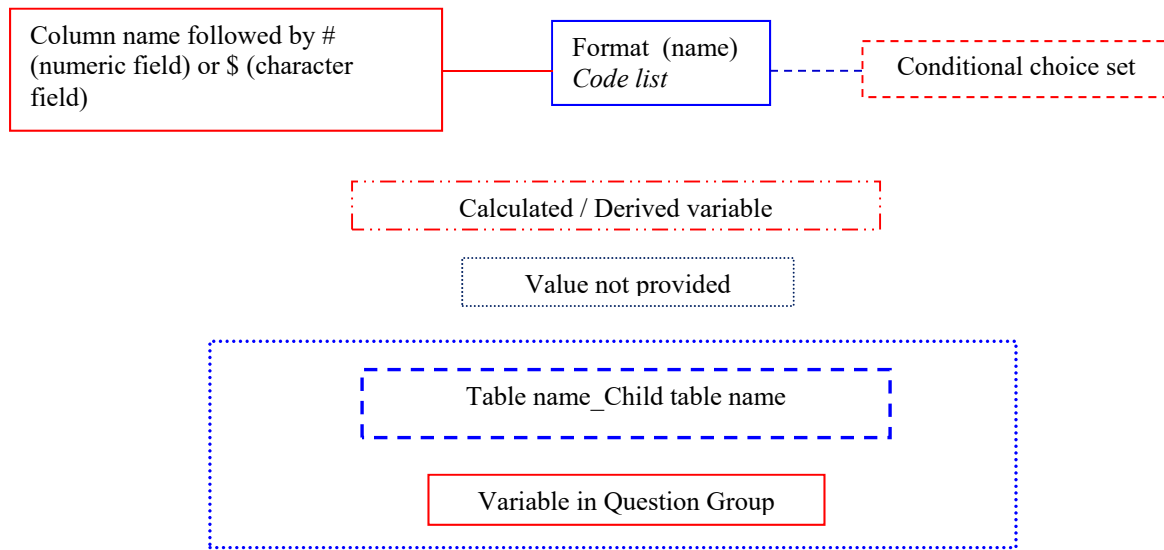 Column name followed by #
(numeric field) or $ (character
field)
Format (name)
Code list
Conditional choice set
Calculated / Derived variable
Value not provided
Table name_Child table name
Variable in Question Group